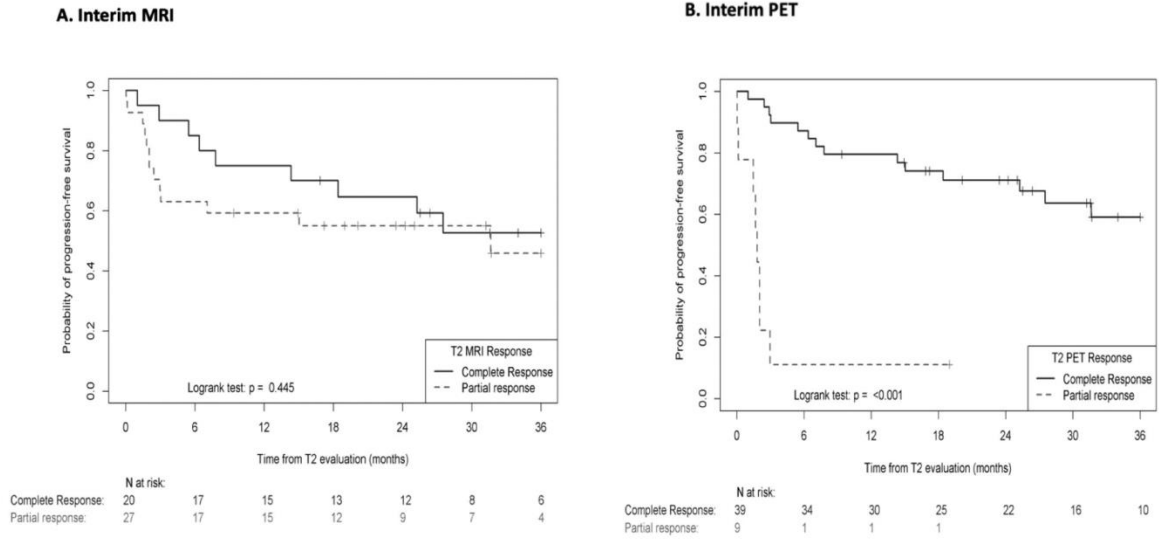 A. Interim MRI
Probability of progression-free survival
1.0
0.8
0.6
0.4
0.2
0.0
T2 MRI Response
Complete Response
Partial response
Logrank test: p = 0.445
0 6 12 18 24 30 36
Time from T2 evaluation (months)
N at risk:
Complete Response: 20 17 15 13 12 8 6
Partial response: 27 17 15 12 9 7 4
B. Interim PET
Probability of progression-free survival
1.0
0.8
0.6
0.4
0.2
0.0
T2 PET Response
Complete Response
Partial response
Logrank test: p = <0.001
0 6 12 18 24 30 36
Time from T2 evaluation (months)
N at risk:
Complete Response: 39 34 30 25 22 16 10
Partial response: 9 1 1 1